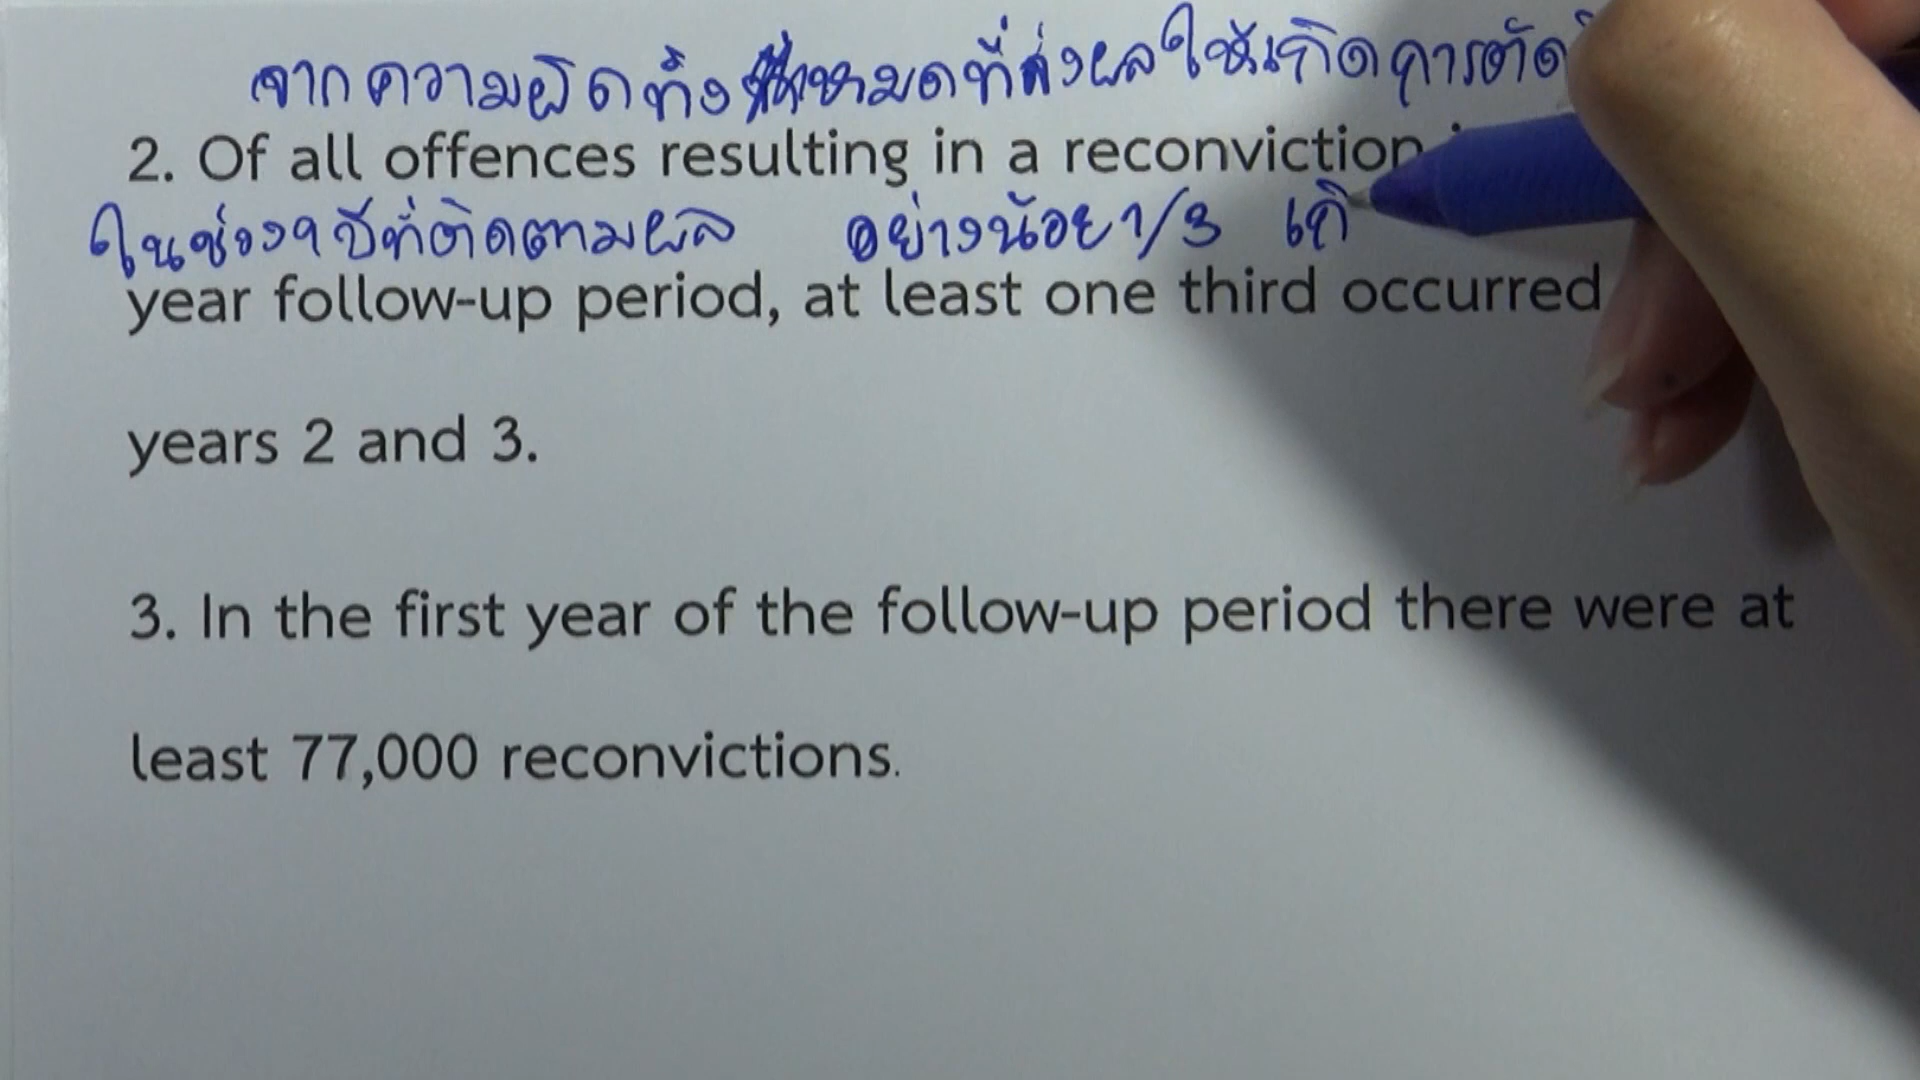 จากความผิดทั้งหมดที่ส่งผลให้เกิดการตัด
2. Of all offences resulting in a reconviction
ในช่วง 9 ปีที่ติดตามผล อย่างน้อย 1/3 เกิ
year follow-up period, at least one third occurred
years 2 and 3.
3. In the first year of the follow-up period there were at
least 77,000 reconvictions.